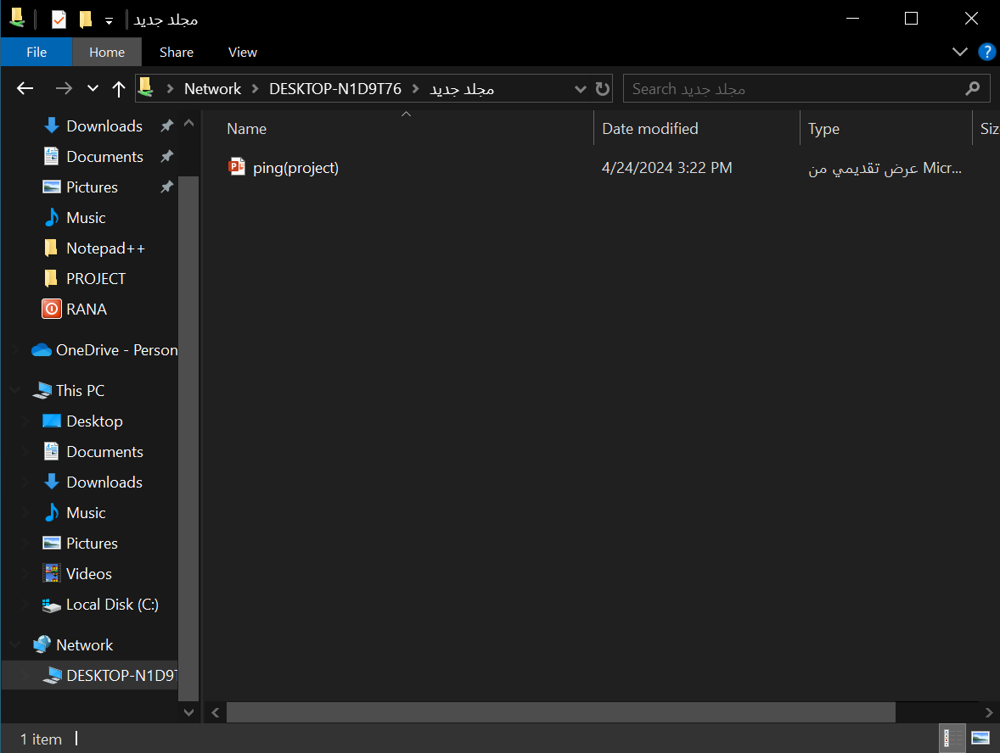 مجلد جديد
File Home Share View
Network DESKTOP-N1D9T76 مجلد جديد
Search مجلد جديد
Name Date modified Type Siz
ping(project) 4/24/2024 3:22 PM عرض تقديمي من Micr...
Downloads
Documents
Pictures
Music
Notepad++
PROJECT
RANA
OneDrive - Person
This PC
Desktop
Documents
Downloads
Music
Pictures
Videos
Local Disk (C:)
Network
DESKTOP-N1D9T
1 item